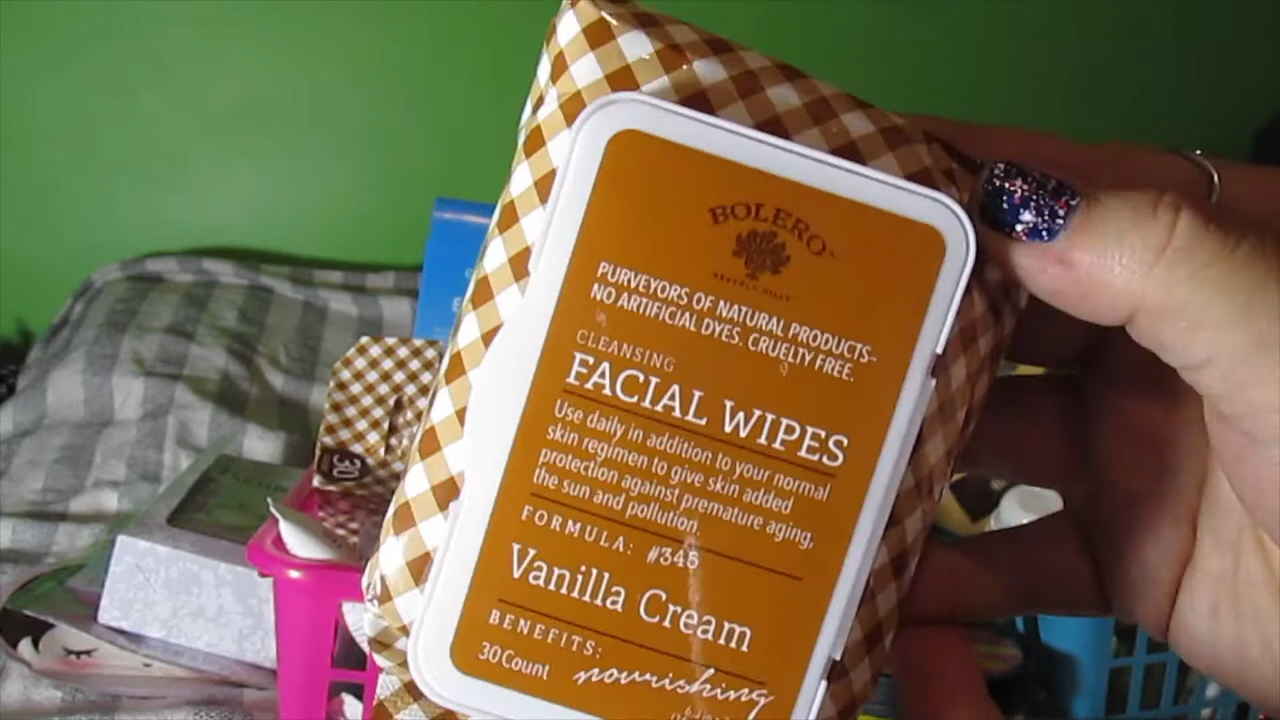 BOLERO
BEVERLY HILLS
PURVEYORS OF NATURAL PRODUCTS-
NO ARTIFICIAL DYES. CRUELTY FREE.
CLEANSING
FACIAL WIPES
Use daily in addition to your normal
skin regimen to give skin added
protection against premature aging,
the sun and pollution.
FORMULA: #345
Vanilla Cream
BENEFITS:
30 Count
nourishing
30